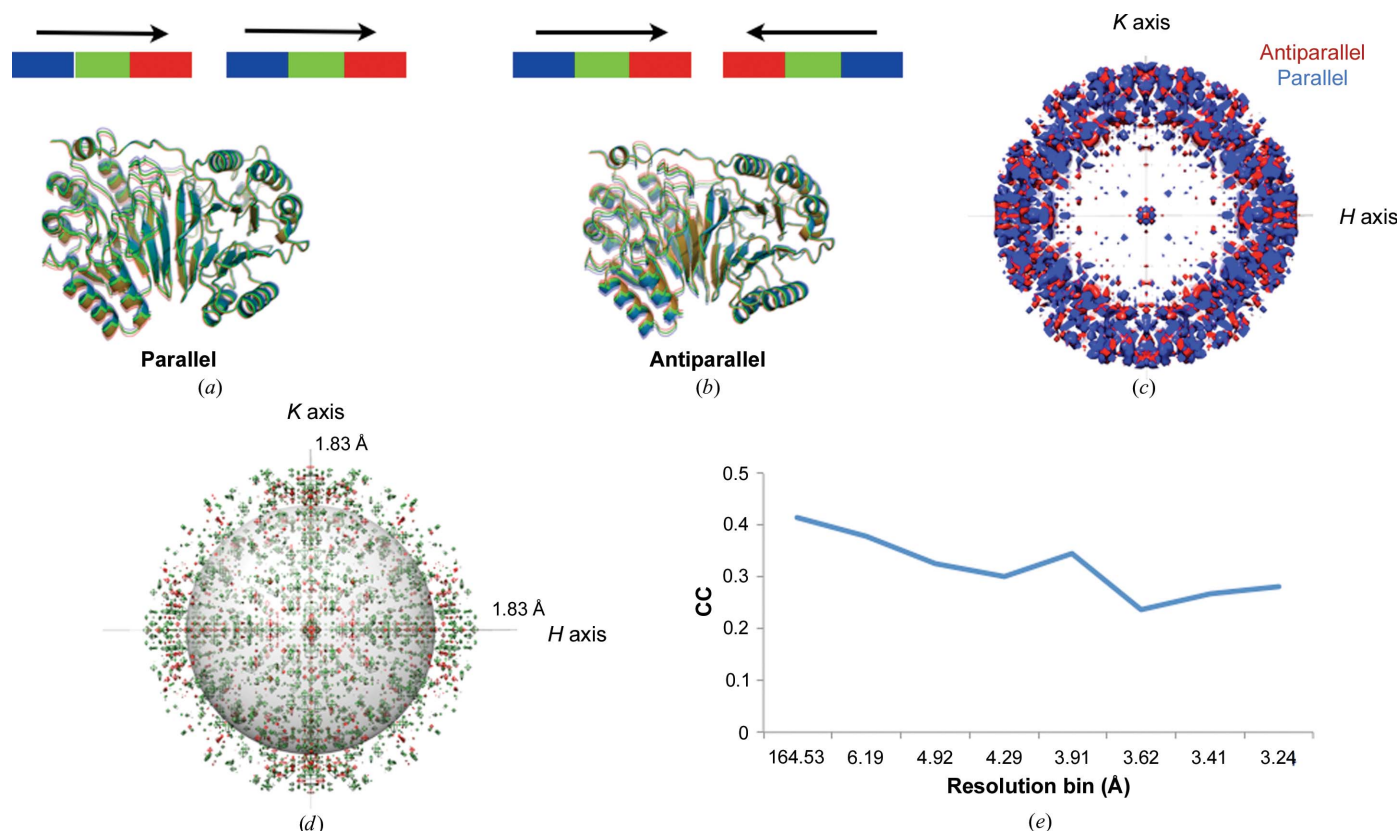 K axis
Antiparallel
Parallel
H axis
Parallel
Antiparallel
(a)
(b)
(c)
K axis
1.83 Å
1.83 Å
H axis
(d)
0.5
0.4
0.3
0.2
0.1
0
CC
164.53 6.19 4.92 4.29 3.91 3.62 3.41 3.24
Resolution bin (Å)
(e)